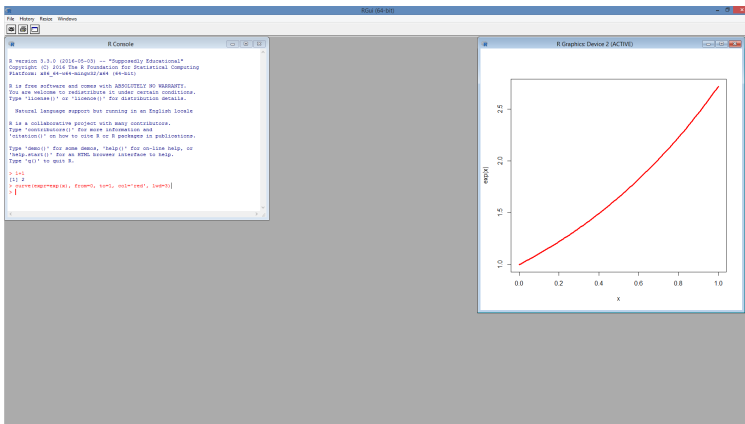 RGui (64-bit)
File History Resize Windows
R Console
R version 3.3.0 (2016-05-03) -- "Supposedly Educational"
Copyright (C) 2016 The R Foundation for Statistical Computing
Platform: x86_64-w64-mingw32/x64 (64-bit)
R is free software and comes with ABSOLUTELY NO WARRANTY.
You are welcome to redistribute it under certain conditions.
Type 'license()' or 'licence()' for distribution details.
Natural language support but running in an English locale
R is a collaborative project with many contributors.
Type 'contributors()' for more information and
'citation()' on how to cite R or R packages in publications.
Type 'demo()' for some demos, 'help()' for on-line help, or
'help.start()' for an HTML browser interface to help.
Type 'q()' to quit R.
> 1+1
[1] 2
> curve(expr=exp(x), from=0, to=1, col='red', lwd=3)
>
R Graphics: Device 2 (ACTIVE)
exp(x)
2.5
2.0
1.5
1.0
0.0 0.2 0.4 0.6 0.8 1.0
x